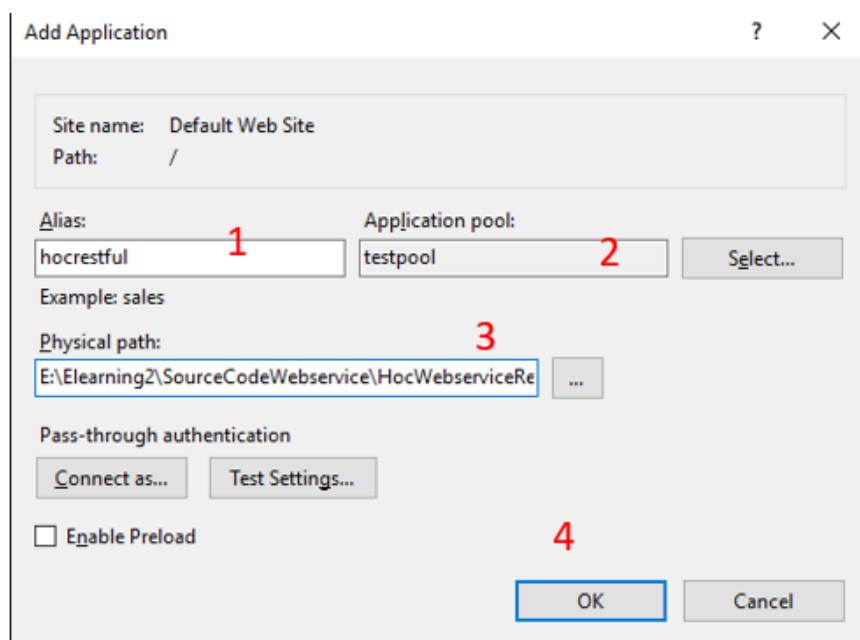 Add Application
?
Site name: Default Web Site
Path: /
Alias:
1
Application pool:
2
hocrestful
testpool
Select...
Example: sales
Physical path:
3
E:\Elearning2\SourceCodeWebservice\HocWebserviceRe
...
Pass-through authentication
Connect as...
Test Settings...
Enable Preload
4
OK
Cancel